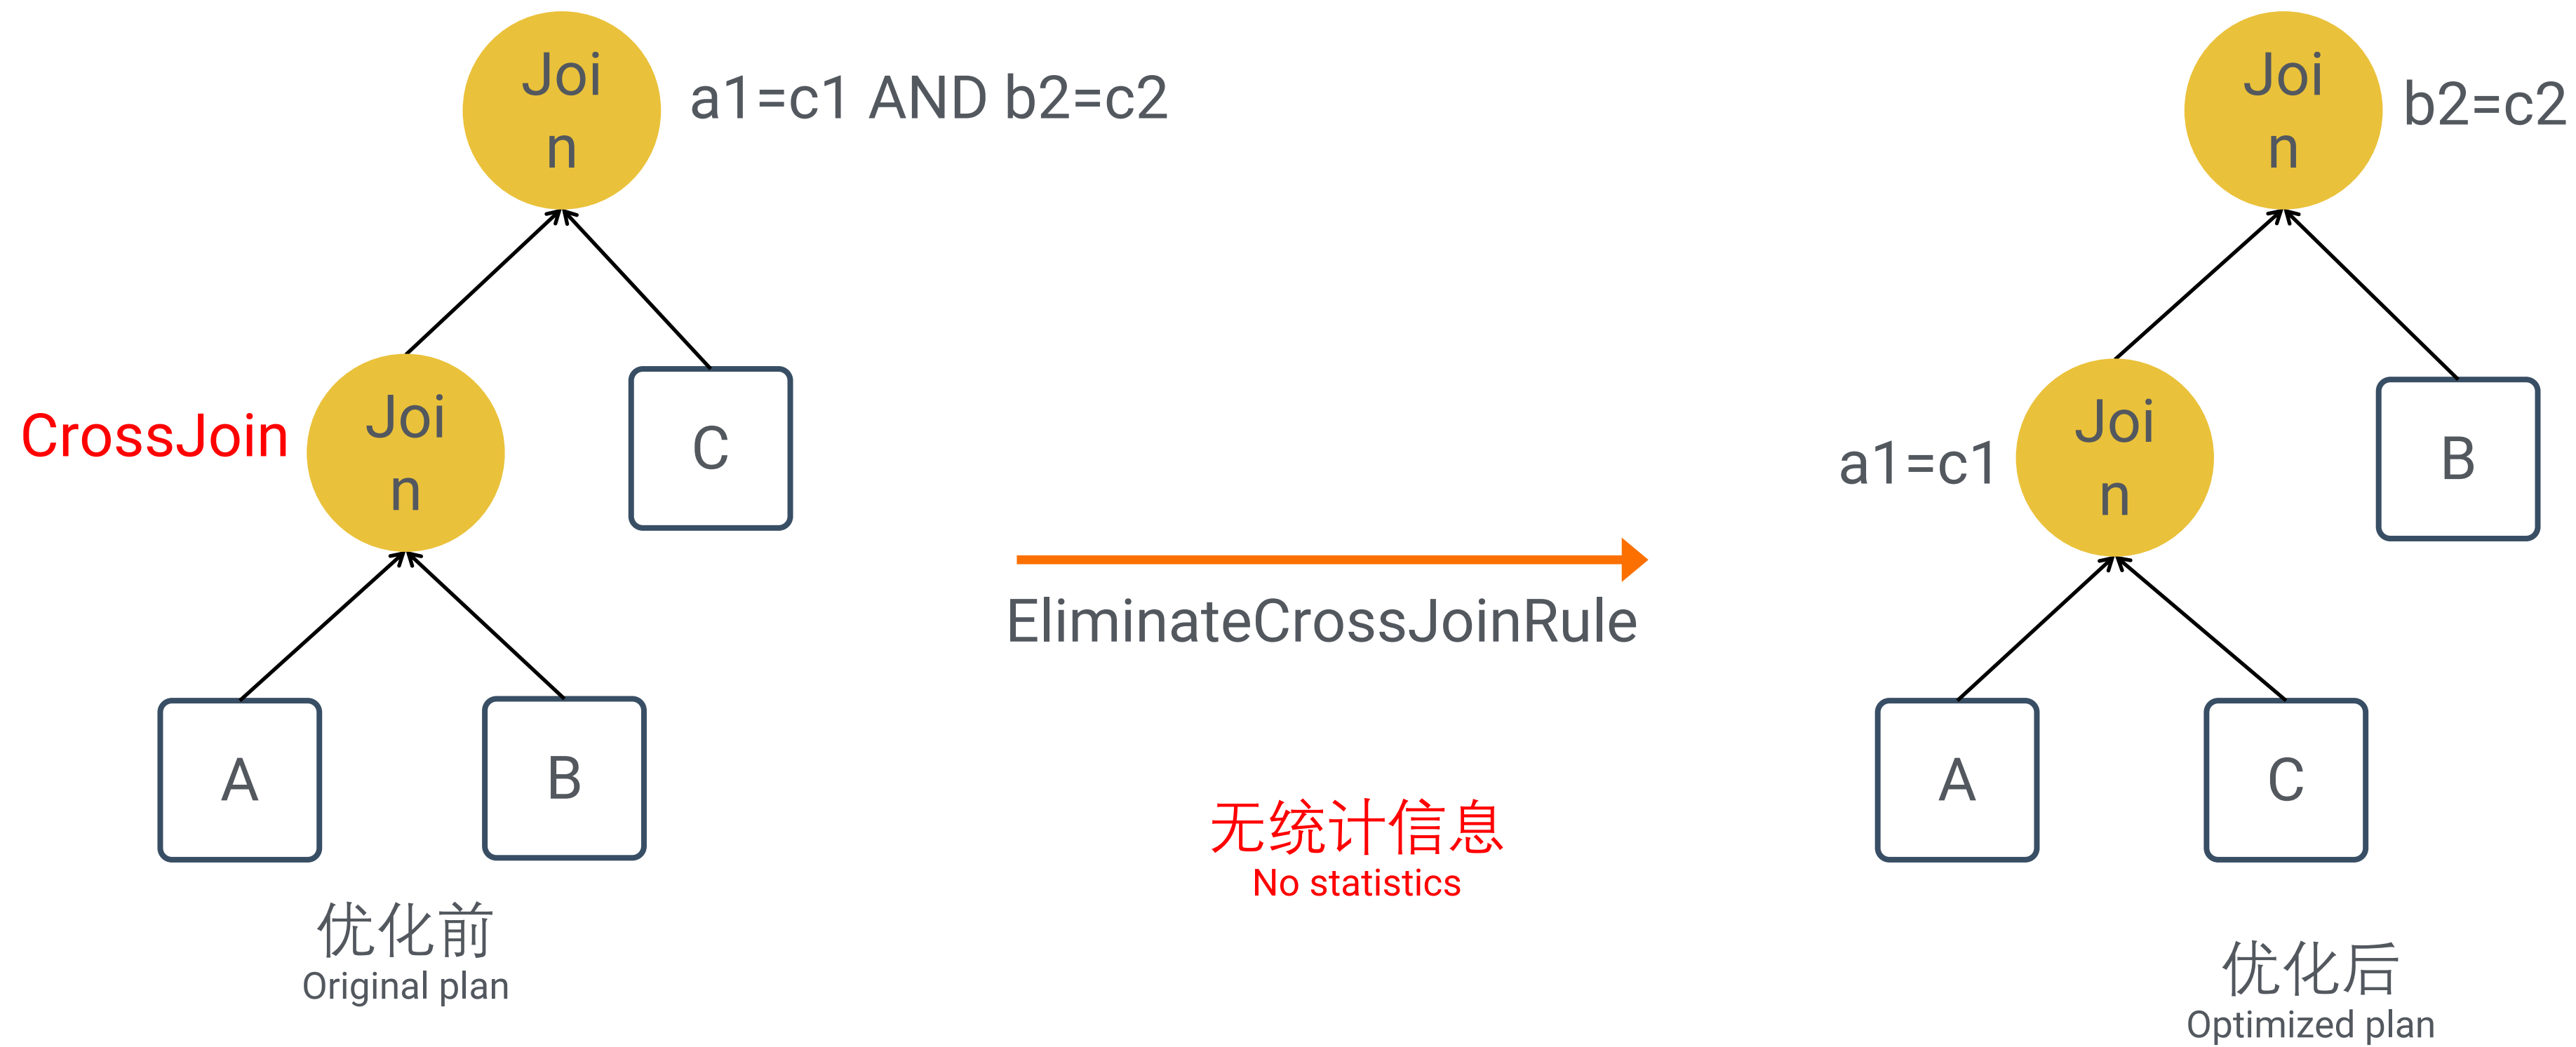 Joi
n
a1=c1 AND b2=c2
CrossJoin
Joi
n
C
A
B
优化前
Original plan
EliminateCrossJoinRule
无统计信息
No statistics
Joi
n
b2=c2
a1=c1
Joi
n
B
A
C
优化后
Optimized plan